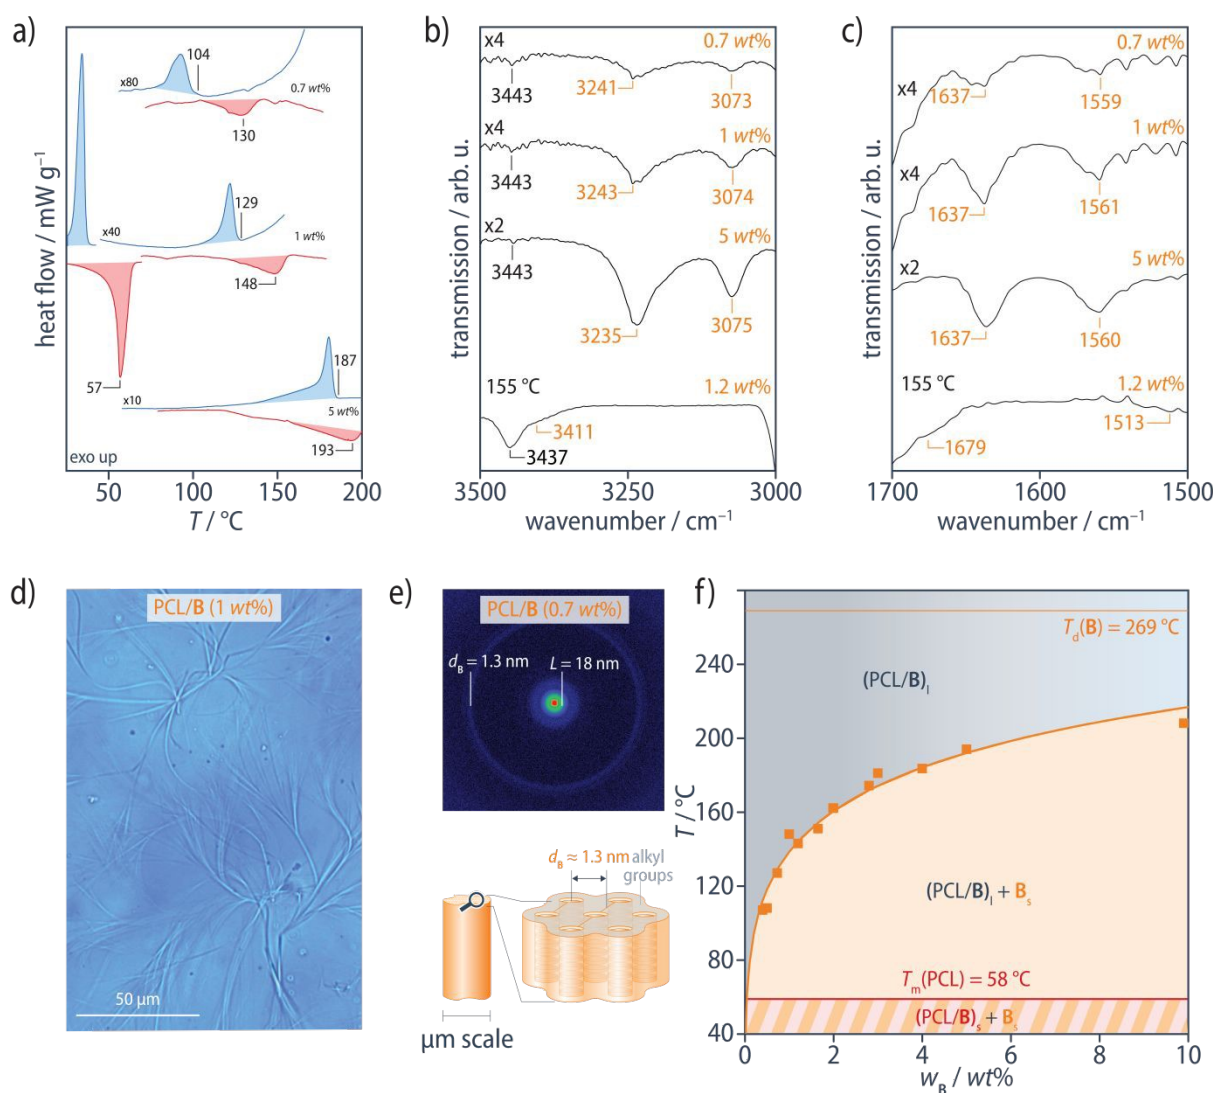 a)
heat flow / mW g⁻¹
x80
104
0.7 wt%
130
x40
129
1 wt%
148
57
x10
187
5 wt%
193
exo up
50
100
150
200
T / °C
b)
transmission / arb. u.
x4
0.7 wt%
3443
3241
3073
x4
1 wt%
3443
3243
3074
x2
5 wt%
3443
3235
3075
155 °C
1.2 wt%
3411
3437
3500
3250
3000
wavenumber / cm⁻¹
c)
transmission / arb. u.
0.7 wt%
x4
1637
1559
1 wt%
x4
1637
1561
5 wt%
x2
1637
1560
155 °C
1.2 wt%
1513
1679
1700
1600
1500
wavenumber / cm⁻¹
d)
PCL/B (1 wt%)
50 µm
e)
PCL/B (0.7 wt%)
d_B = 1.3 nm
L = 18 nm
d_B ≈ 1.3 nm
alkyl
groups
µm scale
f)
T / °C
T_d(B) = 269 °C
(PCL/B)_l
(PCL/B)_l + B_s
T_m(PCL) = 58 °C
(PCL/B)_s + B_s
240
200
160
120
80
40
0
2
4
6
8
10
w_B / wt%